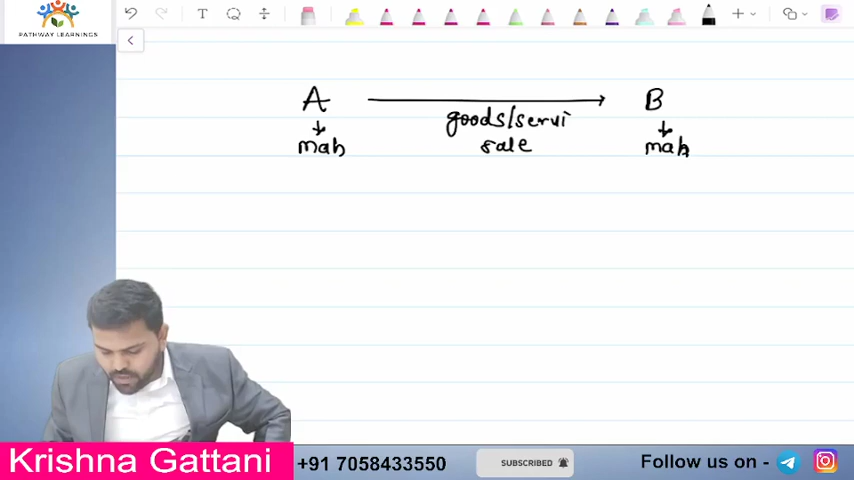 PATHWAY LEARNINGS
T
A B
goods/servi
sale
mah mah
Krishna Gattani +91 7058433550 SUBSCRIBED Follow us on -